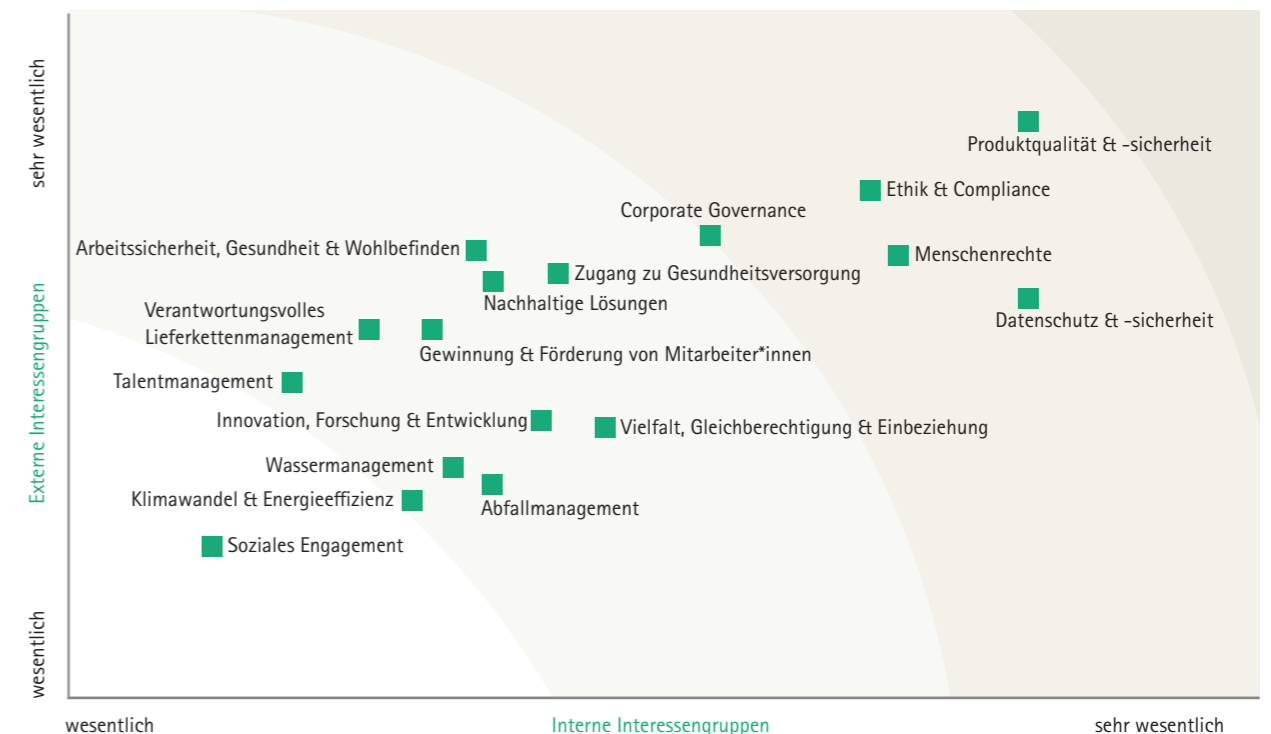 sehr wesentlich
Externe Interessengruppen
wesentlich
Produktqualität & -sicherheit
Ethik & Compliance
Corporate Governance
Arbeitssicherheit, Gesundheit & Wohlbefinden
Menschenrechte
Zugang zu Gesundheitsversorgung
Nachhaltige Lösungen
Verantwortungsvolles
Lieferkettenmanagement
Datenschutz & -sicherheit
Gewinnung & Förderung von Mitarbeiter*innen
Talentmanagement
Innovation, Forschung & Entwicklung
Vielfalt, Gleichberechtigung & Einbeziehung
Wassermanagement
Klimawandel & Energieeffizienz
Abfallmanagement
Soziales Engagement
wesentlich
Interne Interessengruppen
sehr wesentlich